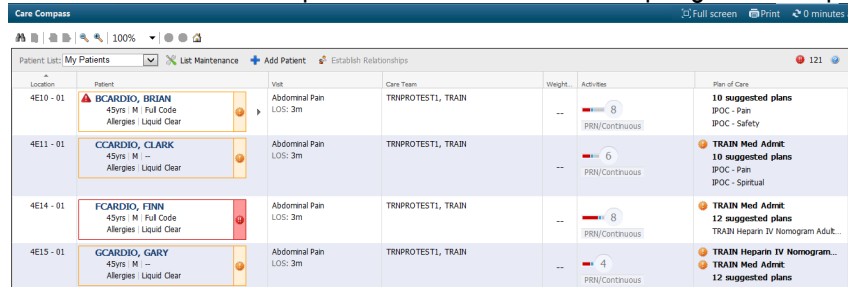 Care Compass
Full screen Print 0 minutes
100%
Patient List: My Patients List Maintenance Add Patient Establish Relationships 121
Location Patient Visit Care Team Weight... Activities Plan of Care
4E10 - 01 BCARDIO, BRIAN Abdominal Pain TRNPROTEST1, TRAIN -- 8 10 suggested plans
45yrs | M | Full Code LOS: 3m IPOC - Pain
Allergies | Liquid Clear PRN/Continuous IPOC - Safety
4E11 - 01 CCARDIO, CLARK Abdominal Pain TRNPROTEST1, TRAIN -- 6 TRAIN Med Admit
45yrs | M | -- LOS: 3m 10 suggested plans
Allergies | Liquid Clear PRN/Continuous IPOC - Pain
IPOC - Spiritual
4E14 - 01 FCARDIO, FINN Abdominal Pain TRNPROTEST1, TRAIN -- 8 TRAIN Med Admit
45yrs | M | Full Code LOS: 3m 12 suggested plans
Allergies | Liquid Clear PRN/Continuous TRAIN Heparin IV Nomogram Adult...
4E15 - 01 GCARDIO, GARY Abdominal Pain TRNPROTEST1, TRAIN -- 4 TRAIN Heparin IV Nomogram...
45yrs | M | -- LOS: 3m TRAIN Med Admit
Allergies | Liquid Clear PRN/Continuous 12 suggested plans